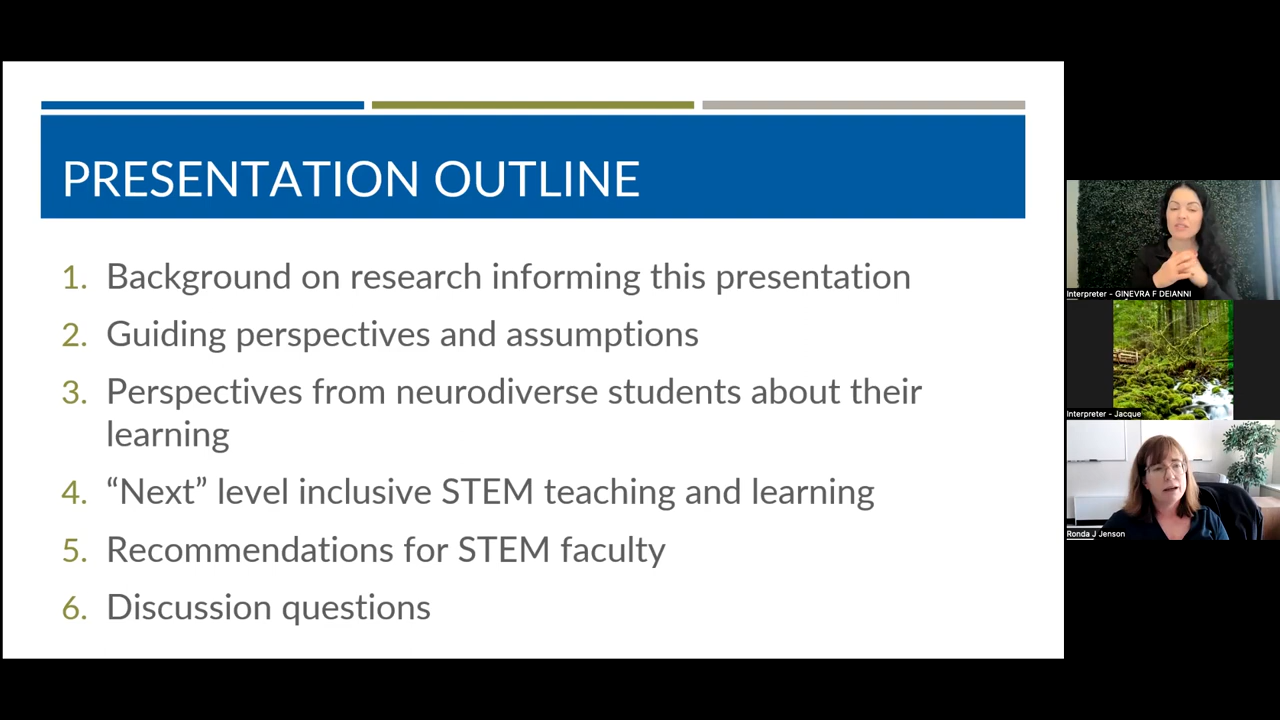 PRESENTATION OUTLINE
1. Background on research informing this presentation
2. Guiding perspectives and assumptions
3. Perspectives from neurodiverse students about their
learning
4. “Next” level inclusive STEM teaching and learning
5. Recommendations for STEM faculty
6. Discussion questions
Interpreter - GINEVRA F DEIANNI
Interpreter - Jacque
Ronda J Jenson